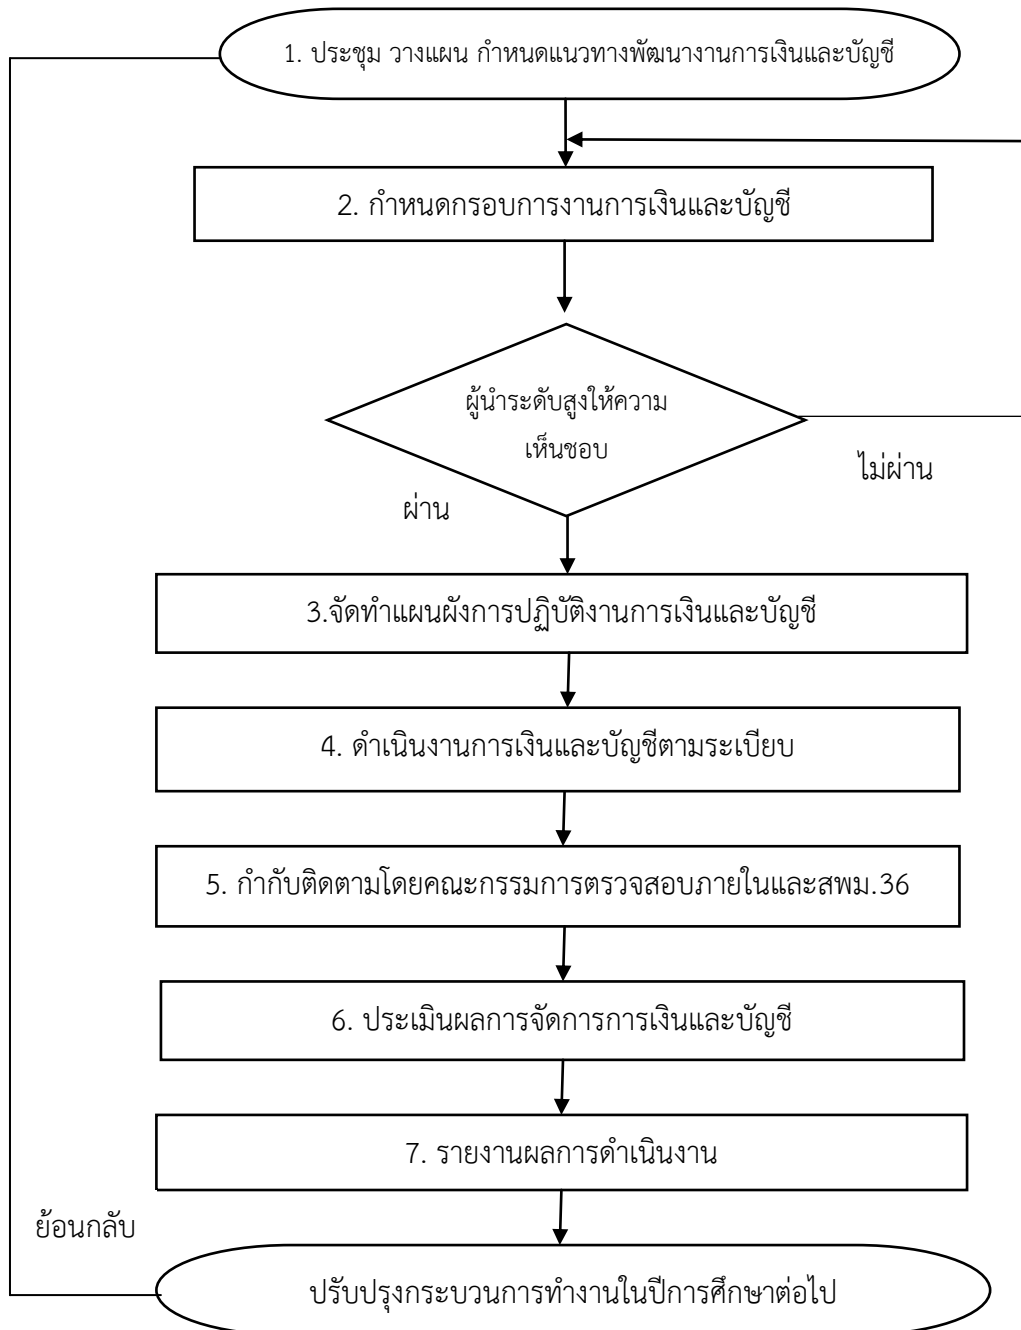 1. ประชุม วางแผน กำหนดแนวทางพัฒนางานการเงินและบัญชี
2. กำหนดกรอบการงานการเงินและบัญชี
ผู้นำระดับสูงให้ความ
เห็นชอบ
ไม่ผ่าน
ผ่าน
3.จัดทำแผนผังการปฏิบัติงานการเงินและบัญชี
4. ดำเนินงานการเงินและบัญชีตามระเบียบ
5. กำกับติดตามโดยคณะกรรมการตรวจสอบภายในและสพม.36
6. ประเมินผลการจัดการการเงินและบัญชี
7. รายงานผลการดำเนินงาน
ย้อนกลับ
ปรับปรุงกระบวนการทำงานในปีการศึกษาต่อไป